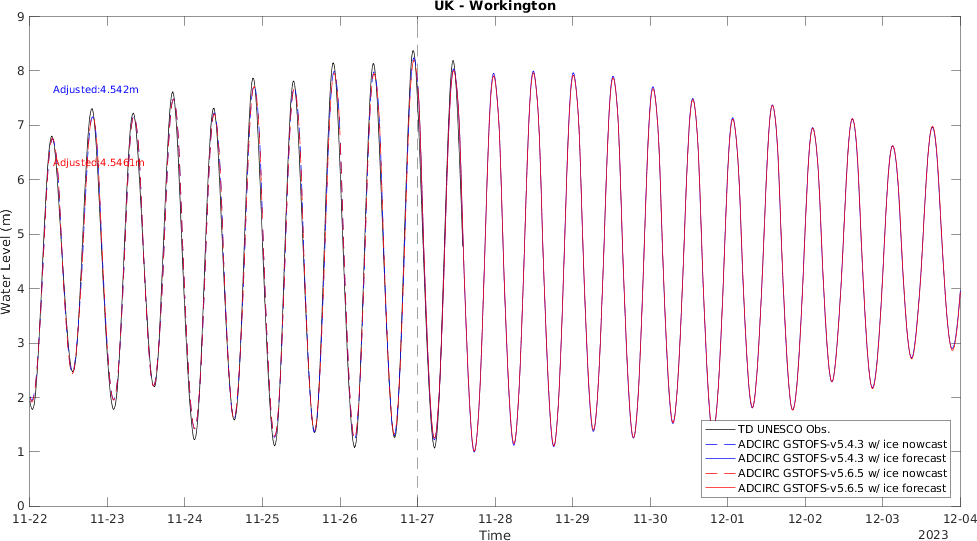 UK - Workington
9
8
7
6
5
4
3
2
1
0
Water Level (m)
Adjusted:4.542m
Adjusted:4.5461m
TD UNESCO Obs.
ADCIRC GSTOFS-v5.4.3 w/ ice nowcast
ADCIRC GSTOFS-v5.4.3 w/ ice forecast
ADCIRC GSTOFS-v5.6.5 w/ ice nowcast
ADCIRC GSTOFS-v5.6.5 w/ ice forecast
11-22 11-23 11-24 11-25 11-26 11-27 11-28 11-29 11-30 12-01 12-02 12-03 12-04
Time
2023